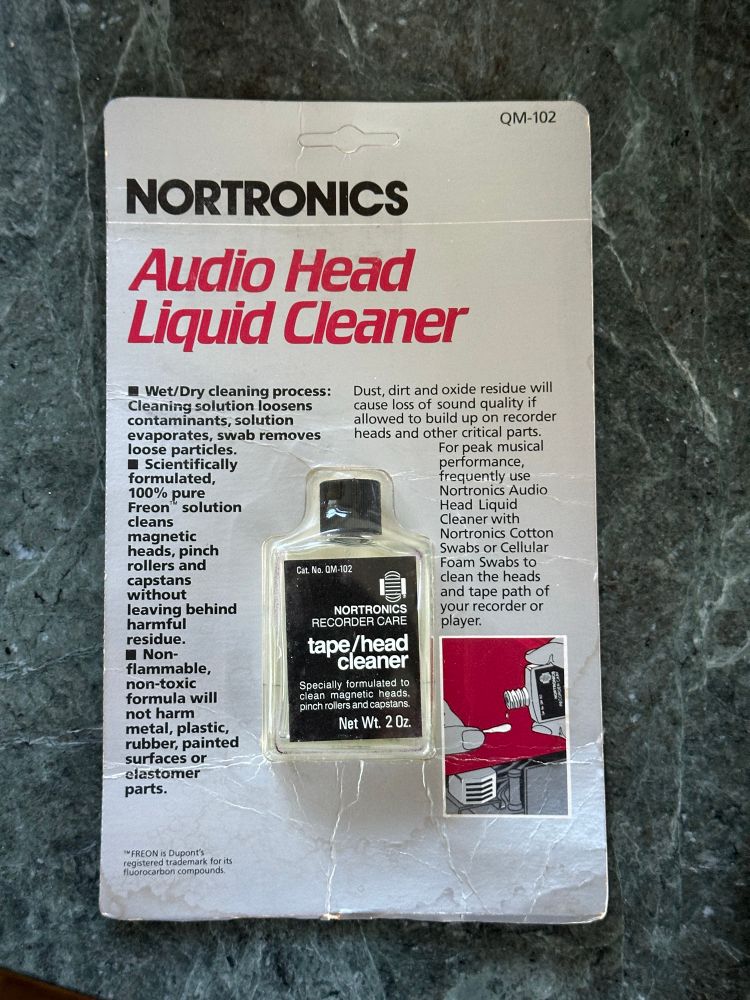 QM-102
NORTRONICS
Audio Head
Liquid Cleaner
■ Wet/Dry cleaning process:
Cleaning solution loosens
contaminants, solution
evaporates, swab removes
loose particles.
■ Scientifically
formulated,
100% pure
Freon™ solution
cleans
magnetic
heads, pinch
rollers and
capstans
without
leaving behind
harmful
residue.
■ Non-
flammable,
non-toxic
formula will
not harm
metal, plastic,
rubber, painted
surfaces or
elastomer
parts.
™FREON is Dupont's
registered trademark for its
fluorocarbon compounds.
Dust, dirt and oxide residue will
cause loss of sound quality if
allowed to build up on recorder
heads and other critical parts.
For peak musical
performance,
frequently use
Nortronics Audio
Head Liquid
Cleaner with
Nortronics Cotton
Swabs or Cellular
Foam Swabs to
clean the heads
and tape path of
your recorder or
player.
Cat. No. QM-102
NORTRONICS
RECORDER CARE
tape/head
cleaner
Specially formulated to
clean magnetic heads,
pinch rollers and capstans.
Net Wt. 2 Oz.